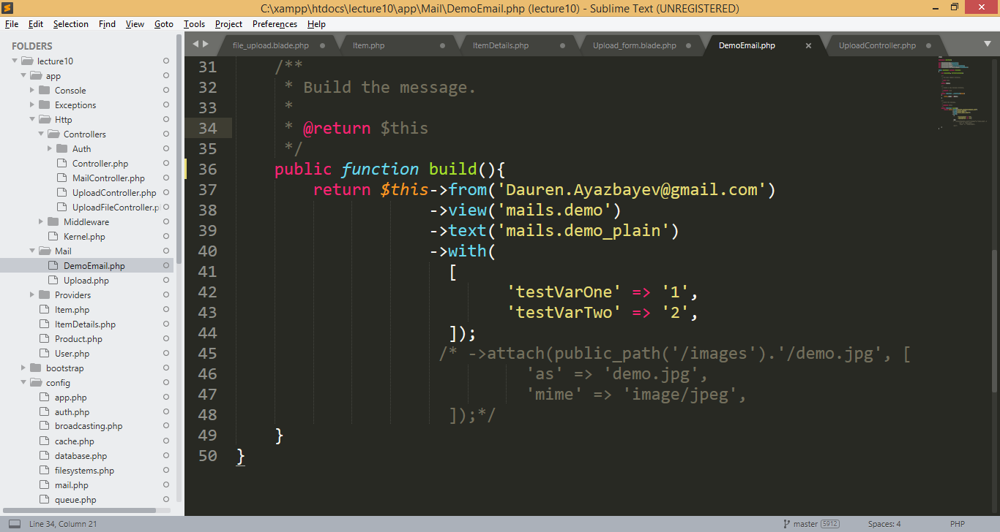 C:\xampp\htdocs\lecture10\app\Mail\DemoEmail.php (lecture10) - Sublime Text (UNREGISTERED)
File Edit Selection Find View Goto Tools Project Preferences Help
FOLDERS
lecture10
app
Console
Exceptions
Http
Controllers
Auth
Controller.php
MailController.php
UploadController.php
UploadFileController.p
Middleware
Kernel.php
Mail
DemoEmail.php
Upload.php
Providers
Item.php
ItemDetails.php
Product.php
User.php
bootstrap
config
app.php
auth.php
broadcasting.php
cache.php
database.php
filesystems.php
mail.php
queue.php
file_upload.blade.php Item.php ItemDetails.php Upload_form.blade.php DemoEmail.php UploadController.php
31 /**
32 * Build the message.
33 *
34 * @return $this
35 */
36 public function build(){
37 return $this->from('Dauren.Ayazbayev@gmail.com')
38 ->view('mails.demo')
39 ->text('mails.demo_plain')
40 ->with(
41 [
42 'testVarOne' => '1',
43 'testVarTwo' => '2',
44 ]);
45 /* ->attach(public_path('/images').'/demo.jpg', [
46 'as' => 'demo.jpg',
47 'mime' => 'image/jpeg',
48 ]);*/
49 }
50 }
Line 34, Column 21 master 5912 Spaces: 4 PHP